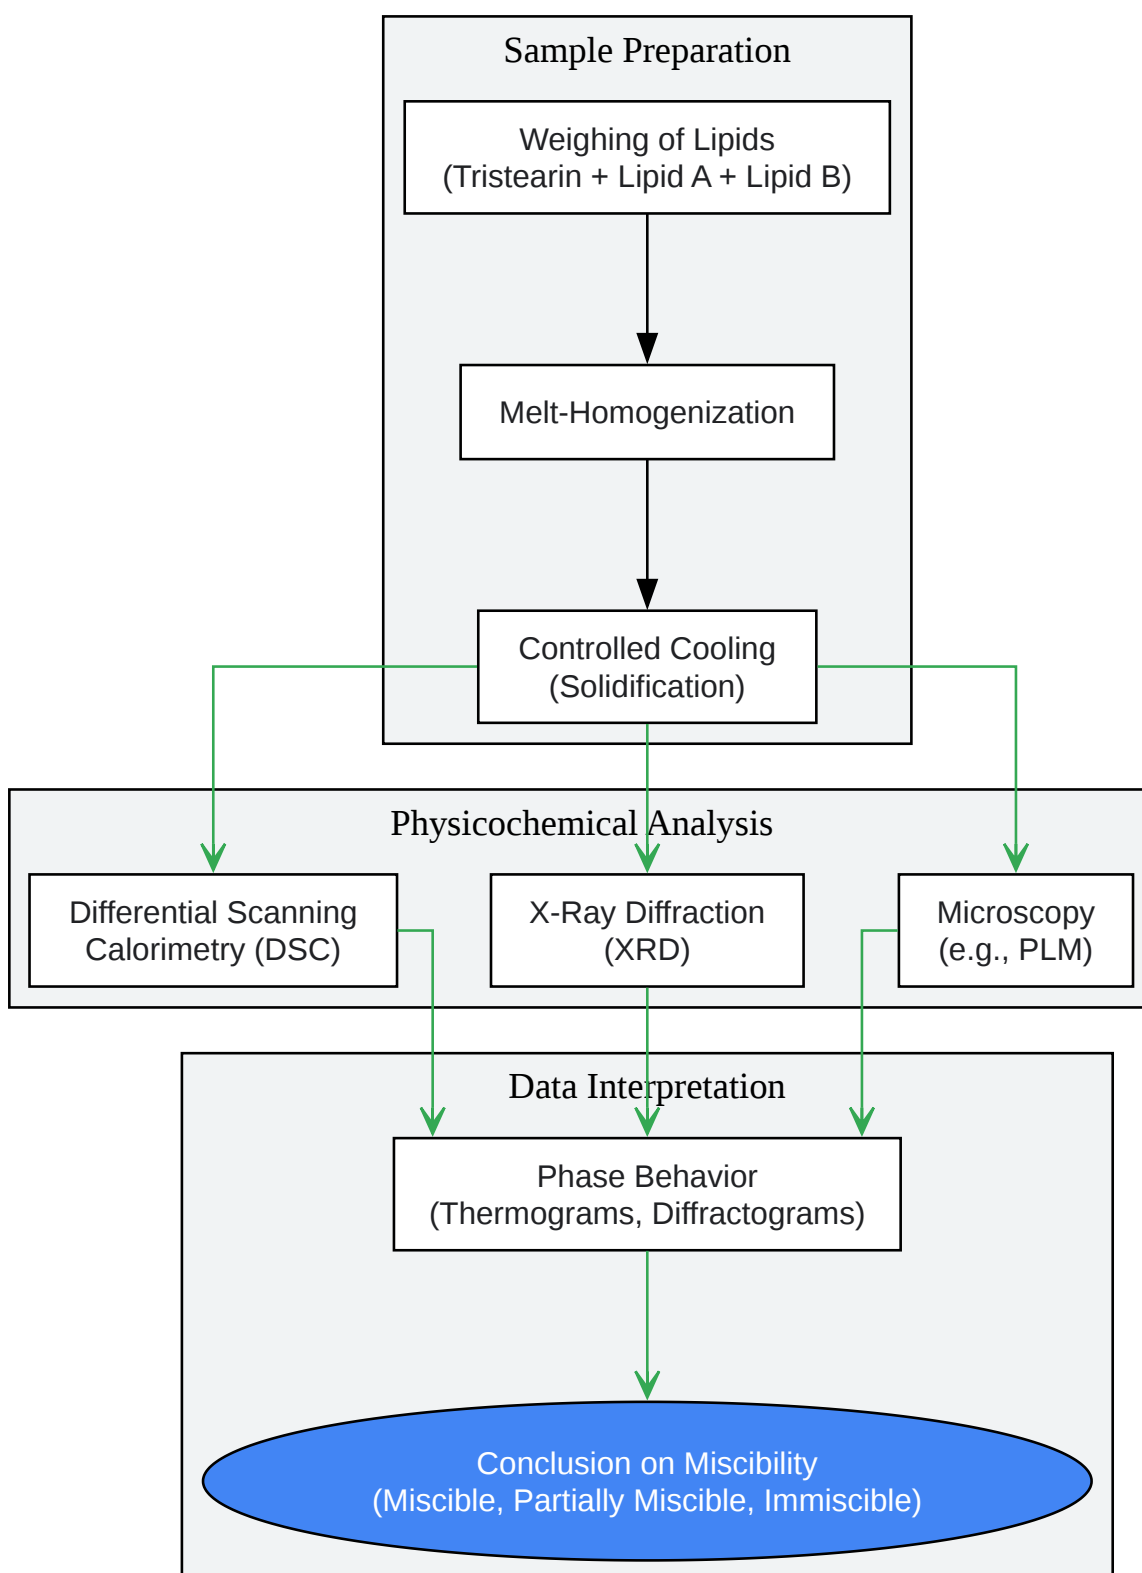 Sample Preparation
Weighing of Lipids
(Tristearin + Lipid A + Lipid B)
Melt-Homogenization
Controlled Cooling
(Solidification)
Physicochemical Analysis
Differential Scanning
Calorimetry (DSC)
X-Ray Diffraction
(XRD)
Microscopy
(e.g., PLM)
Data Interpretation
Phase Behavior
(Thermograms, Diffractograms)
Conclusion on Miscibility
(Miscible, Partially Miscible, Immiscible)